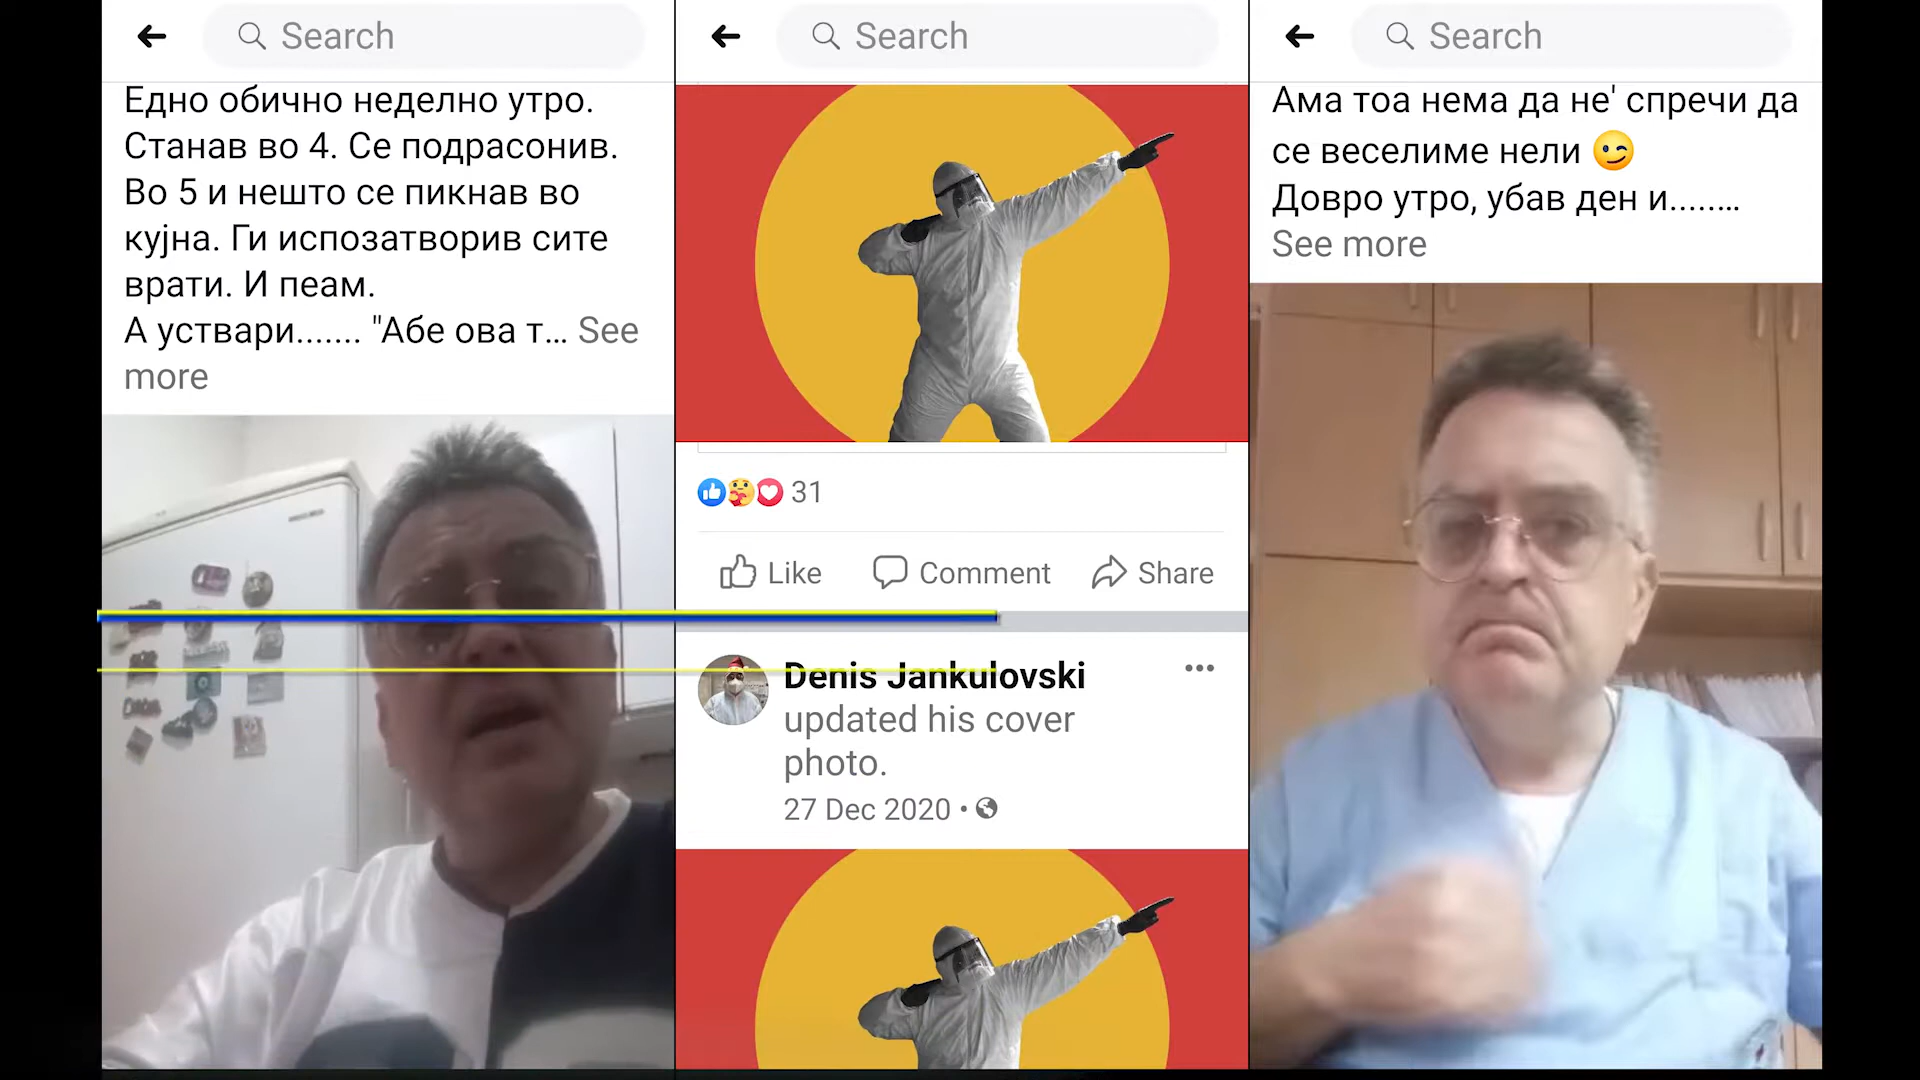 Search
Едно обично неделно утро.
Станав во 4. Се подрасонив.
Во 5 и нешто се пикнав во
кујна. Ги испозатворив сите
врати. И пеам.
А уствари....... "Абе ова т... See
more
Search
31
Like Comment Share
Denis Jankulovski
updated his cover
photo.
27 Dec 2020 •
Search
Ама тоа нема да не' спречи да
се веселиме нели 😉
Довро утро, убав ден и........
See more